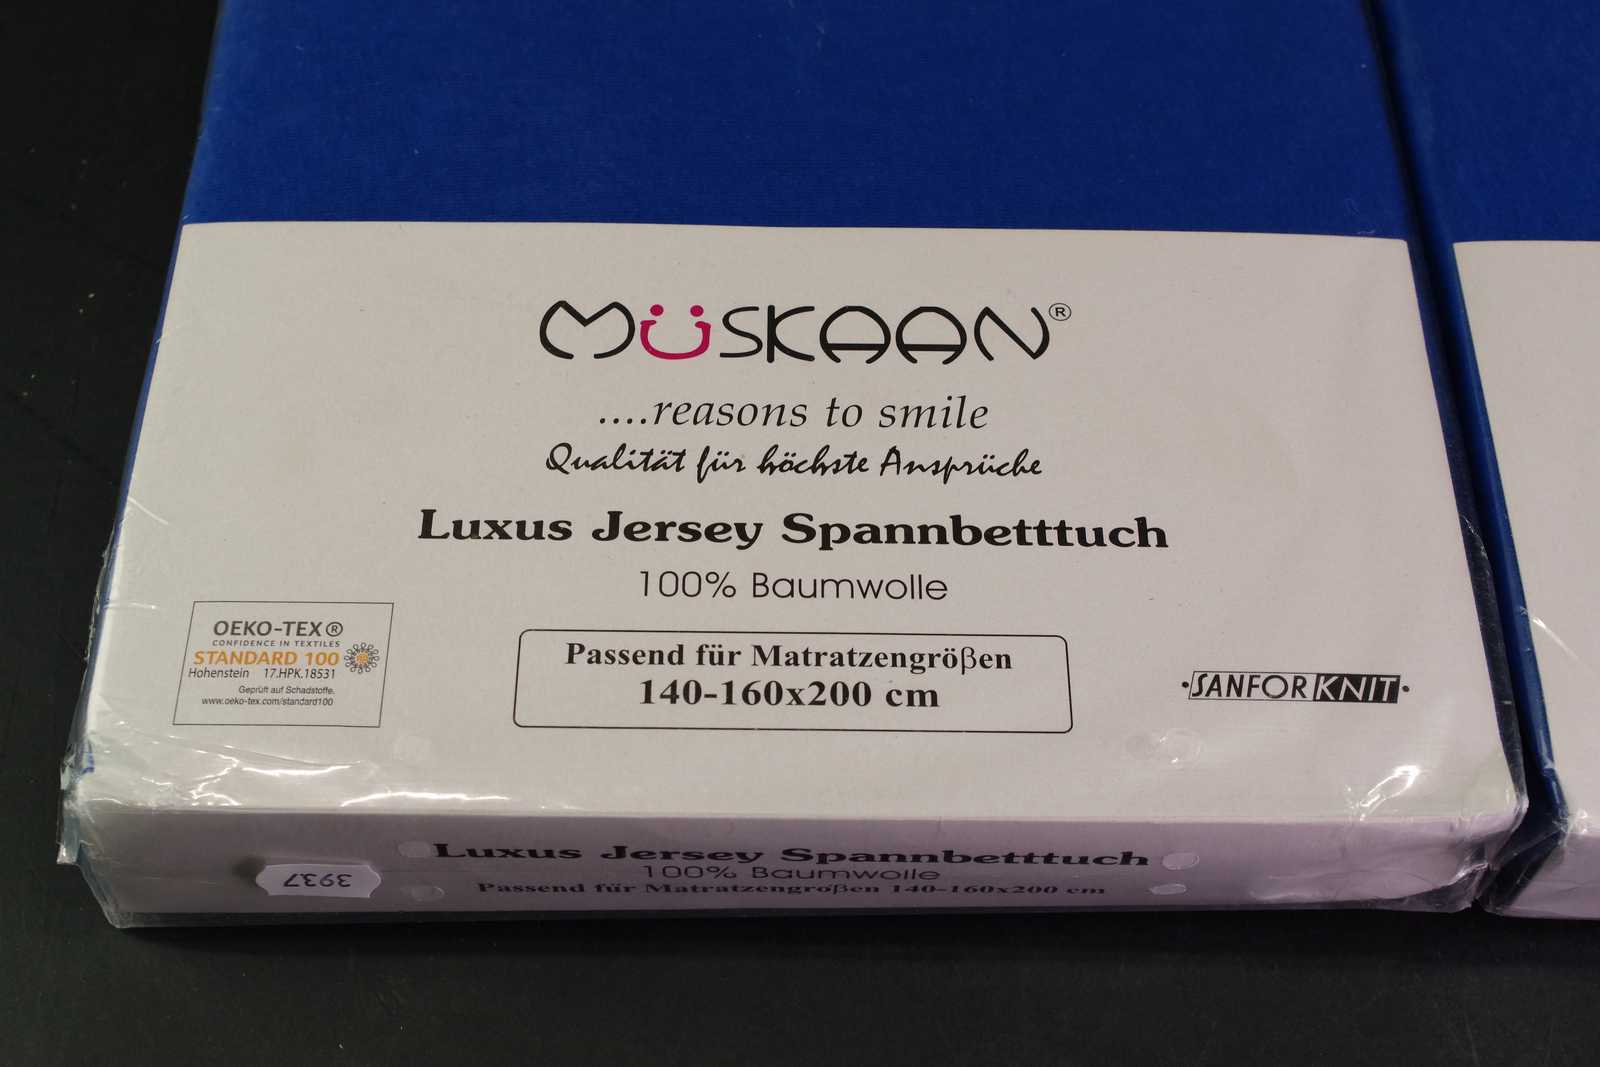 MÜSKAAN®
....reasons to smile
Qualität für höchste Ansprüche
Luxus Jersey Spannbetttuch
100% Baumwolle
OEKO-TEX®
CONFIDENCE IN TEXTILES
STANDARD 100
Hohenstein 17.HPK.18531
Geprüft auf Schadstoffe.
www.oeko-tex.com/standard100
Passend für Matratzengrößen
140-160x200 cm
•SANFOR KNIT•
Luxus Jersey Spannbetttuch
100% Baumwolle
Passend für Matratzengrößen 140-160x200 cm
3937